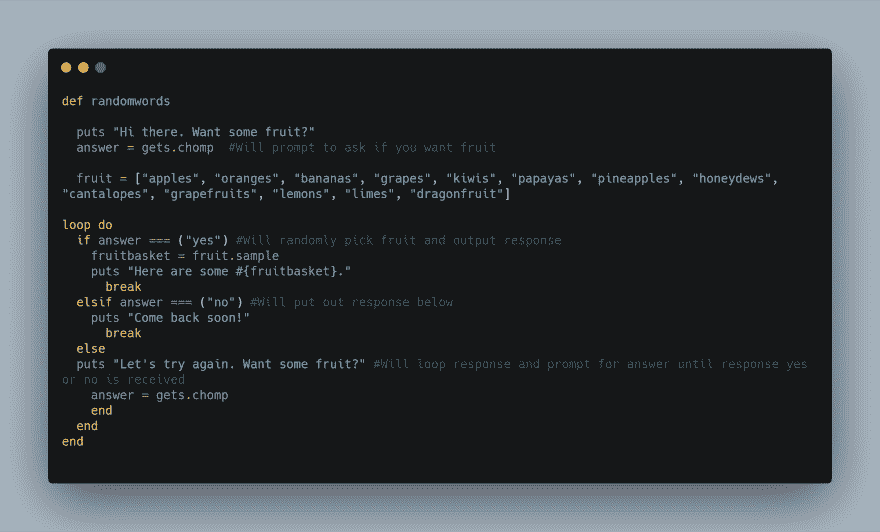 def randomwords
puts "Hi there. Want some fruit?"
answer = gets.chomp  #Will prompt to ask if you want fruit
fruit = ["apples", "oranges", "bananas", "grapes", "kiwis", "papayas", "pineapples", "honeydews",
"cantalopes", "grapefruits", "lemons", "limes", "dragonfruit"]
loop do
if answer === ("yes") #Will randomly pick fruit and output response
fruitbasket = fruit.sample
puts "Here are some #{fruitbasket}."
break
elsif answer === ("no") #Will put out response below
puts "Come back soon!"
break
else
puts "Let's try again. Want some fruit?" #Will loop response and prompt for answer until response yes
or no is received
answer = gets.chomp
end
end
end